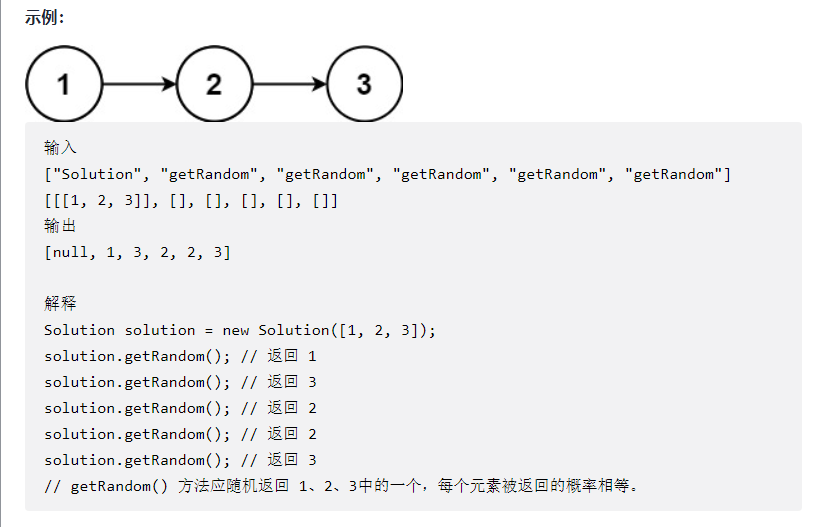 示例：
1 2 3
输入
["Solution", "getRandom", "getRandom", "getRandom", "getRandom", "getRandom"]
[[[1, 2, 3]], [], [], [], [], []]
输出
[null, 1, 3, 2, 2, 3]
解释
Solution solution = new Solution([1, 2, 3]);
solution.getRandom(); // 返回 1
solution.getRandom(); // 返回 3
solution.getRandom(); // 返回 2
solution.getRandom(); // 返回 2
solution.getRandom(); // 返回 3
// getRandom() 方法应随机返回 1、2、3中的一个，每个元素被返回的概率相等。